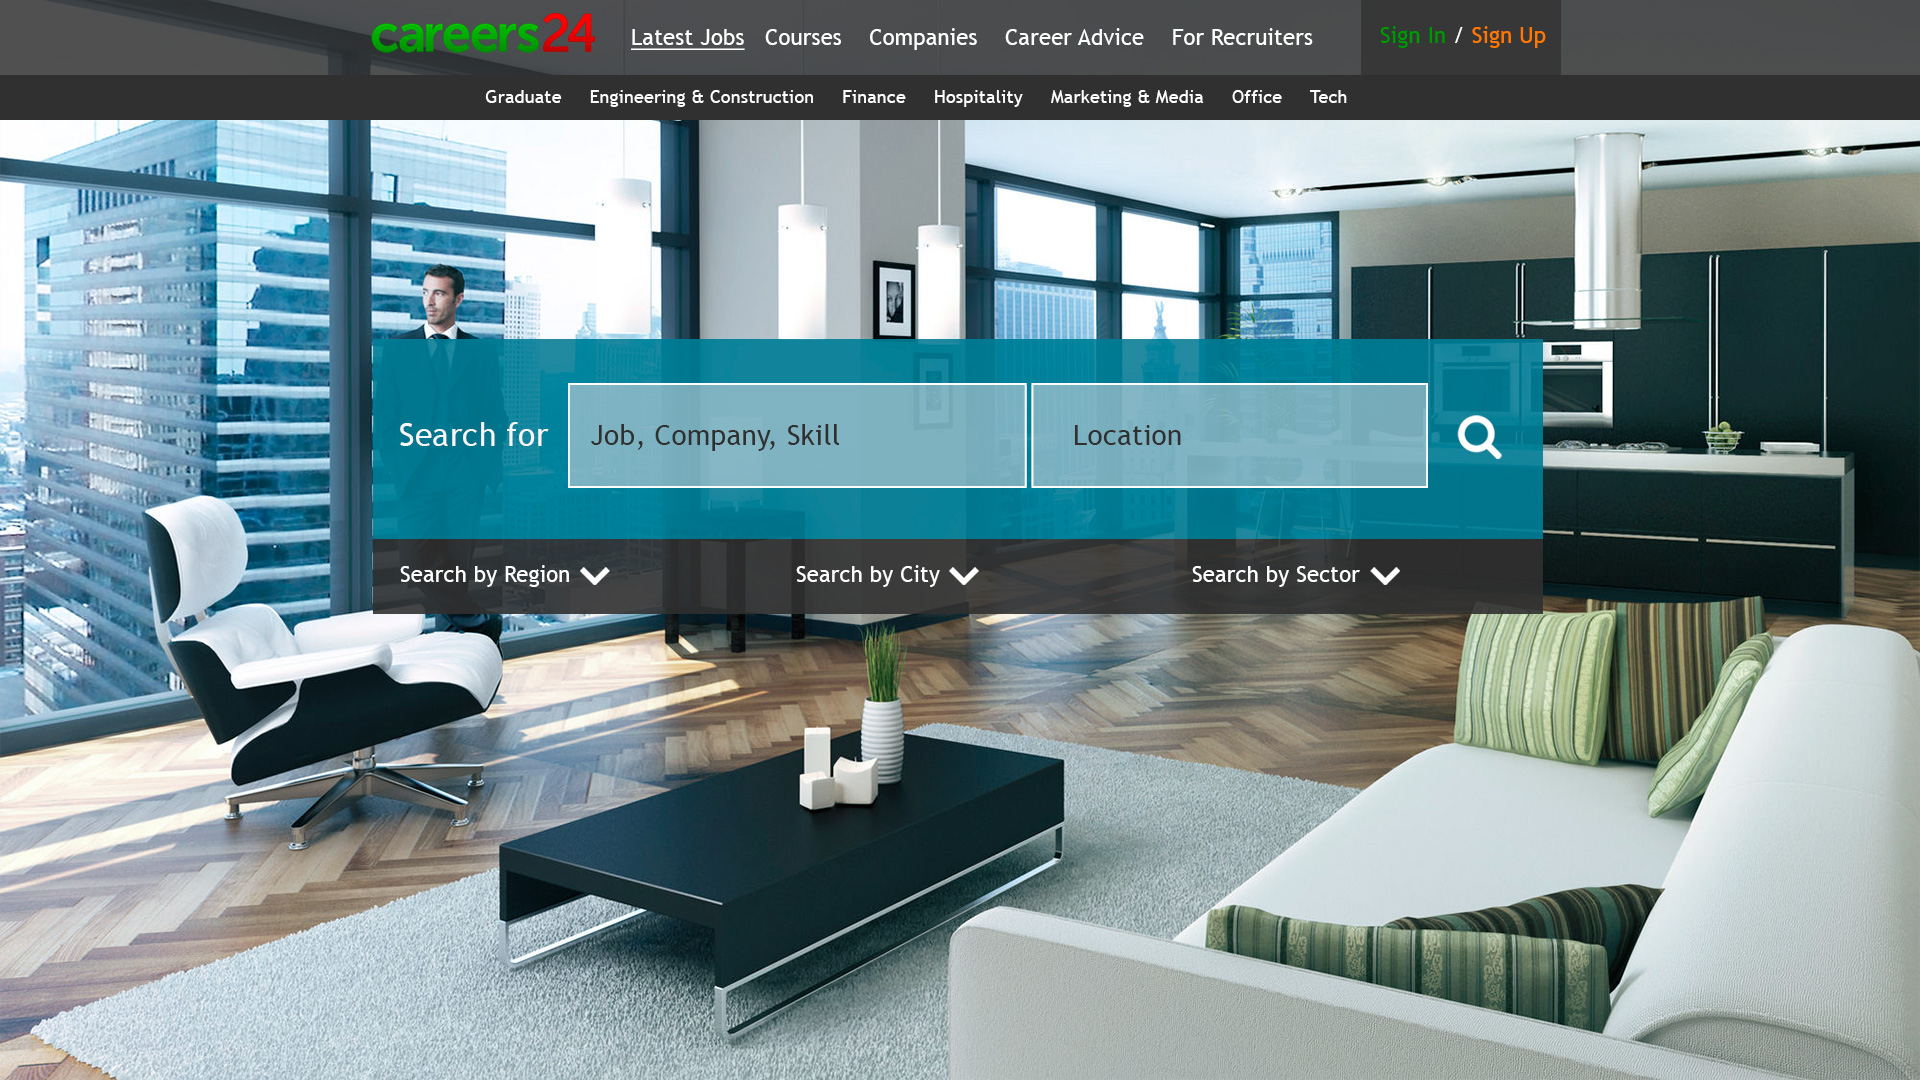 careers24
Latest Jobs Courses Companies Career Advice For Recruiters Sign In / Sign Up
Graduate Engineering & Construction Finance Hospitality Marketing & Media Office Tech
Search for Job, Company, Skill Location
Search by Region Search by City Search by Sector